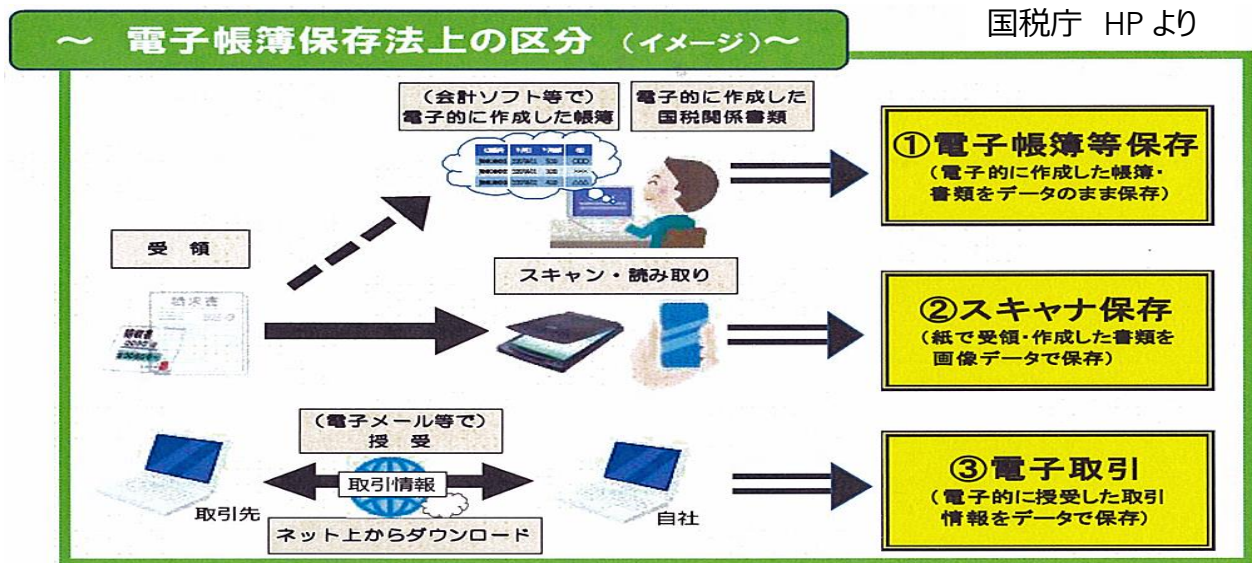 国税庁 HPより
～ 電子帳簿保存法上の区分 （イメージ）～
（会計ソフト等で）
電子的に作成した帳簿
電子的に作成した
国税関係書類
①電子帳簿等保存
（電子的に作成した帳簿・
書類をデータのまま保存）
受 領
請求書
領収書
スキャン・読み取り
②スキャナ保存
（紙で受領・作成した書類を
画像データで保存）
（電子メール等で）
授 受
取引情報
取引先
自社
ネット上からダウンロード
③電子取引
（電子的に授受した取引
情報をデータで保存）